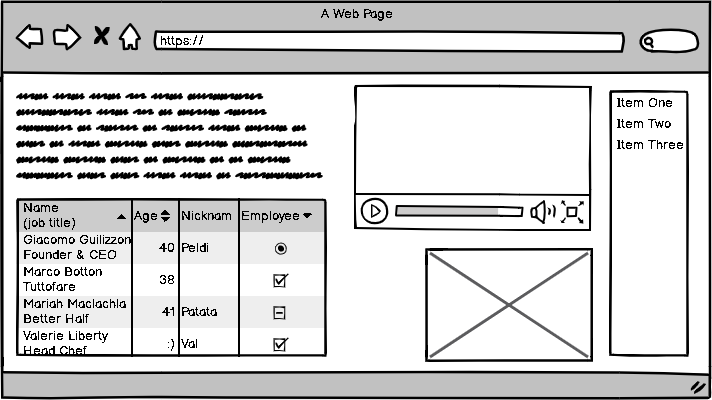 A Web Page
https://
Item One
Item Two
Item Three
Name
(job title)
Age
Nicknam
Employee
Giacomo Guilizzon
Founder & CEO
40
Peldi
Marco Botton
Tuttofare
38
Mariah Maclachla
Better Half
41
Patata
Valerie Liberty
Head Chef
:)
Val